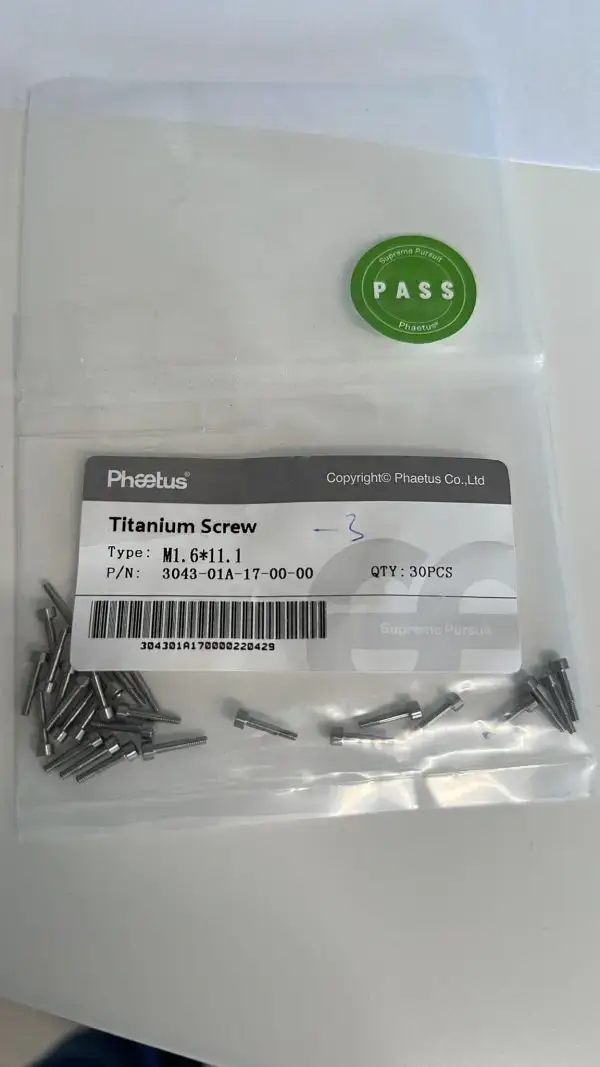 Supreme Pursuit
PASS
Phaetus®
Phaetus®
Copyright© Phaetus Co.,Ltd
Titanium Screw
-3
Type: M1.6*11.1
P/N: 3043-01A-17-00-00 QTY:30PCS
Supreme Pursuit
304301A170000220429